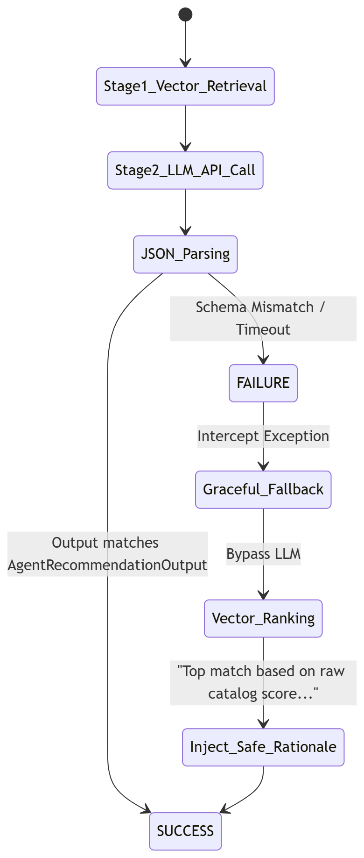 Stage1_Vector_Retrieval
Stage2_LLM_API_Call
JSON_Parsing
Schema Mismatch /
Timeout
FAILURE
Intercept Exception
Graceful_Fallback
Output matches
AgentRecommendationOutput
Bypass LLM
Vector_Ranking
"Top match based on raw
catalog score..."
Inject_Safe_Rationale
SUCCESS